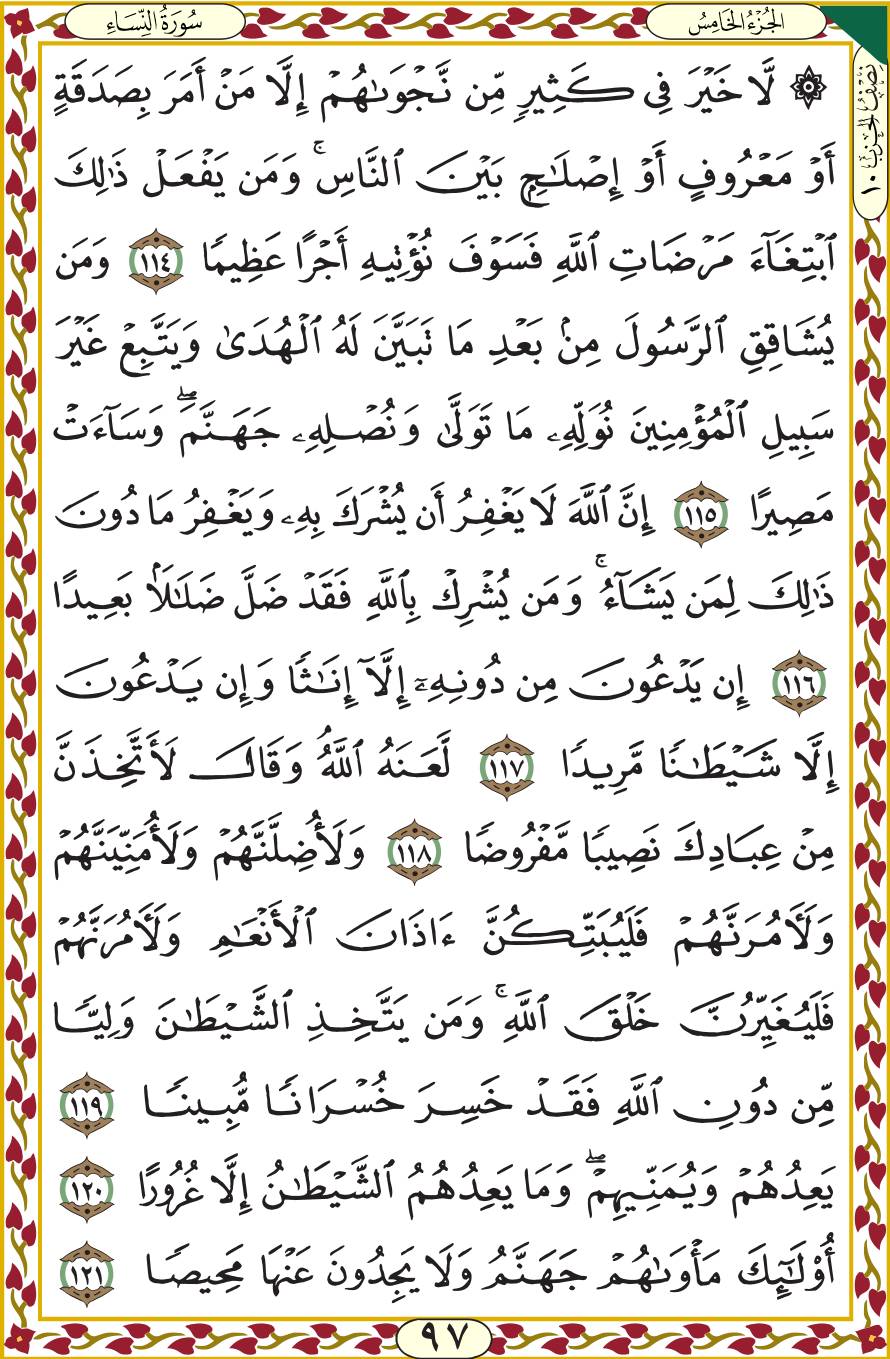 الجُزْءُ الخَامِسُ
سُورَةُ النِّسَاءِ
نِصْفُ الحِزْبِ ١٠
۞ لَّا خَيْرَ فِي كَثِيرٍ مِّن نَّجْوَىٰهُمْ إِلَّا مَنْ أَمَرَ بِصَدَقَةٍ
أَوْ مَعْرُوفٍ أَوْ إِصْلَٰحٍۭ بَيْنَ ٱلنَّاسِۚ وَمَن يَفْعَلْ ذَٰلِكَ
ٱبْتِغَآءَ مَرْضَاتِ ٱللَّهِ فَسَوْفَ نُؤْتِيهِ أَجْرًا عَظِيمًا ١١٤ وَمَن
يُشَاقِقِ ٱلرَّسُولَ مِنۢ بَعْدِ مَا تَبَيَّنَ لَهُ ٱلْهُدَىٰ وَيَتَّبِعْ غَيْرَ
سَبِيلِ ٱلْمُؤْمِنِينَ نُوَلِّهِۦ مَا تَوَلَّىٰ وَنُصْلِهِۦ جَهَنَّمَۖ وَسَآءَتْ
مَصِيرًا ١١٥ إِنَّ ٱللَّهَ لَا يَغْفِرُ أَن يُشْرَكَ بِهِۦ وَيَغْفِرُ مَا دُونَ
ذَٰلِكَ لِمَن يَشَآءُۚ وَمَن يُشْرِكْ بِٱللَّهِ فَقَدْ ضَلَّ ضَلَٰلًۢا بَعِيدًا
١١٦ إِن يَدْعُونَ مِن دُونِهِۦٓ إِلَّآ إِنَٰثًا وَإِن يَدْعُونَ
إِلَّا شَيْطَٰنًا مَّرِيدًا ١١٧ لَّعَنَهُ ٱللَّهُۘ وَقَالَ لَأَتَّخِذَنَّ
مِنْ عِبَادِكَ نَصِيبًا مَّفْرُوضًا ١١٨ وَلَأُضِلَّنَّهُمْ وَلَأُمَنِّيَنَّهُمْ
وَلَءَامُرَنَّهُمْ فَلَيُبَتِّكُنَّ ءَاذَانَ ٱلْأَنْعَٰمِ وَلَءَامُرَنَّهُمْ
فَلَيُغَيِّرُنَّ خَلْقَ ٱللَّهِۚ وَمَن يَتَّخِذِ ٱلشَّيْطَٰنَ وَلِيًّا
مِّن دُونِ ٱللَّهِ فَقَدْ خَسِرَ خُسْرَانًا مُّبِينًا ١١٩
يَعِدُهُمْ وَيُمَنِّيهِمْۖ وَمَا يَعِدُهُمُ ٱلشَّيْطَٰنُ إِلَّا غُرُورًا ١٢٠
أُو۟لَٰٓئِكَ مَأْوَىٰهُمْ جَهَنَّمُ وَلَا يَجِدُونَ عَنْهَا مَحِيصًا ١٢١
٩٧